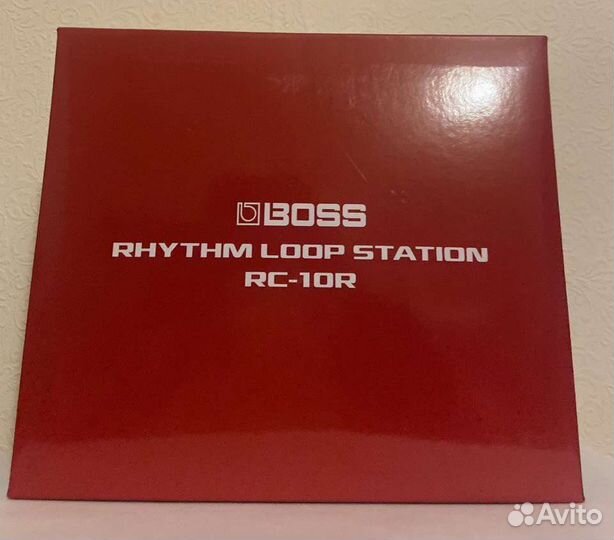 BOSS
RHYTHM LOOP STATION
RC-10R
Avito